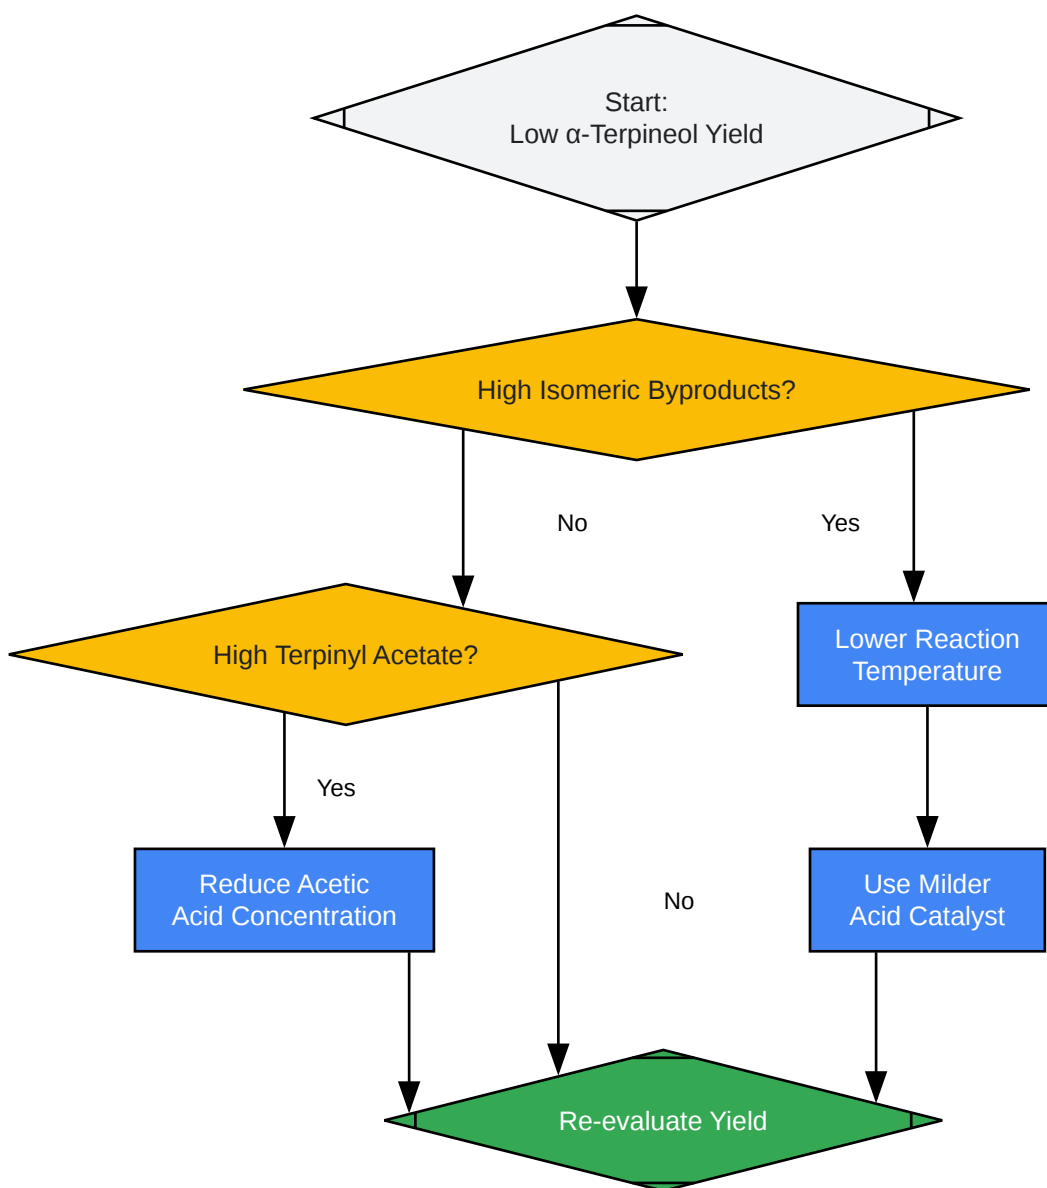 Start:
Low α-Terpineol Yield
High Isomeric Byproducts?
No
Yes
High Terpinyl Acetate?
Lower Reaction
Temperature
Yes
Reduce Acetic
Acid Concentration
No
Use Milder
Acid Catalyst
Re-evaluate Yield